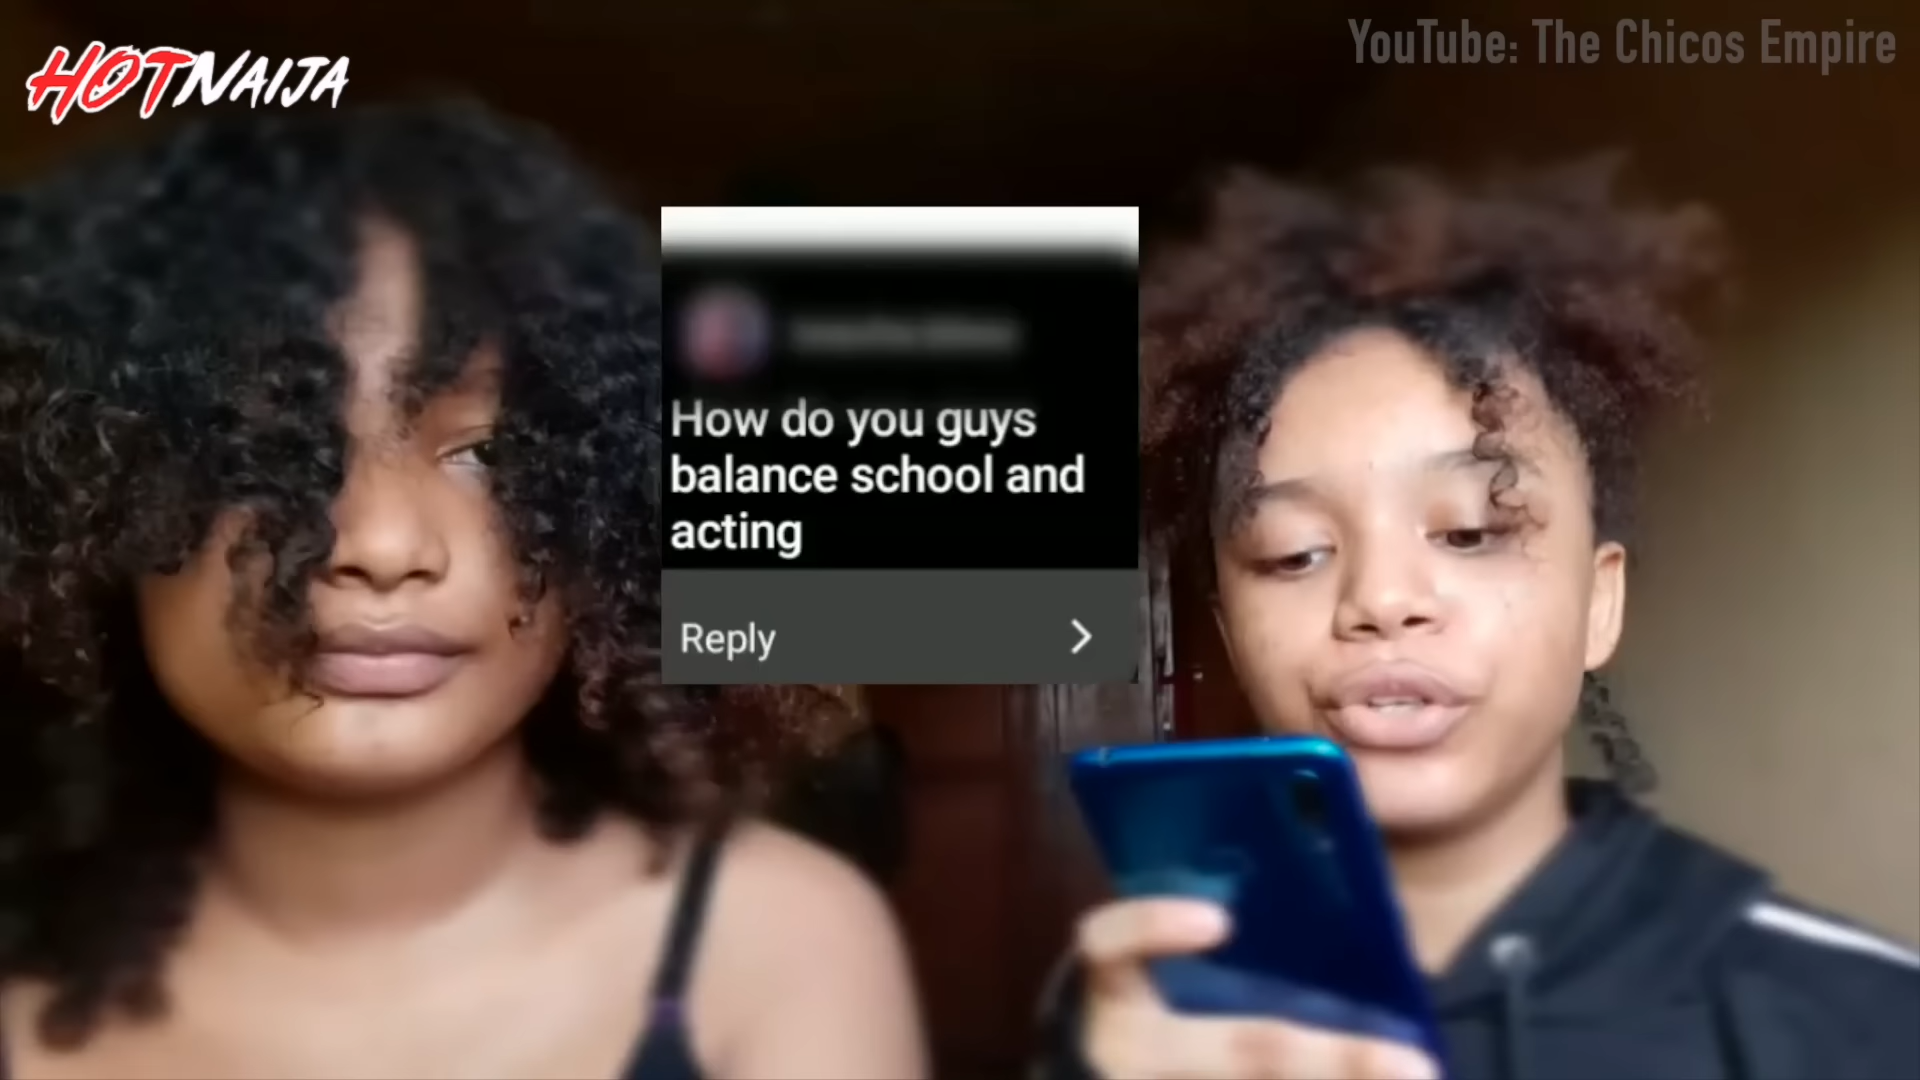 HOTNAIJA
YouTube: The Chicos Empire
How do you guys
balance school and
acting
Reply